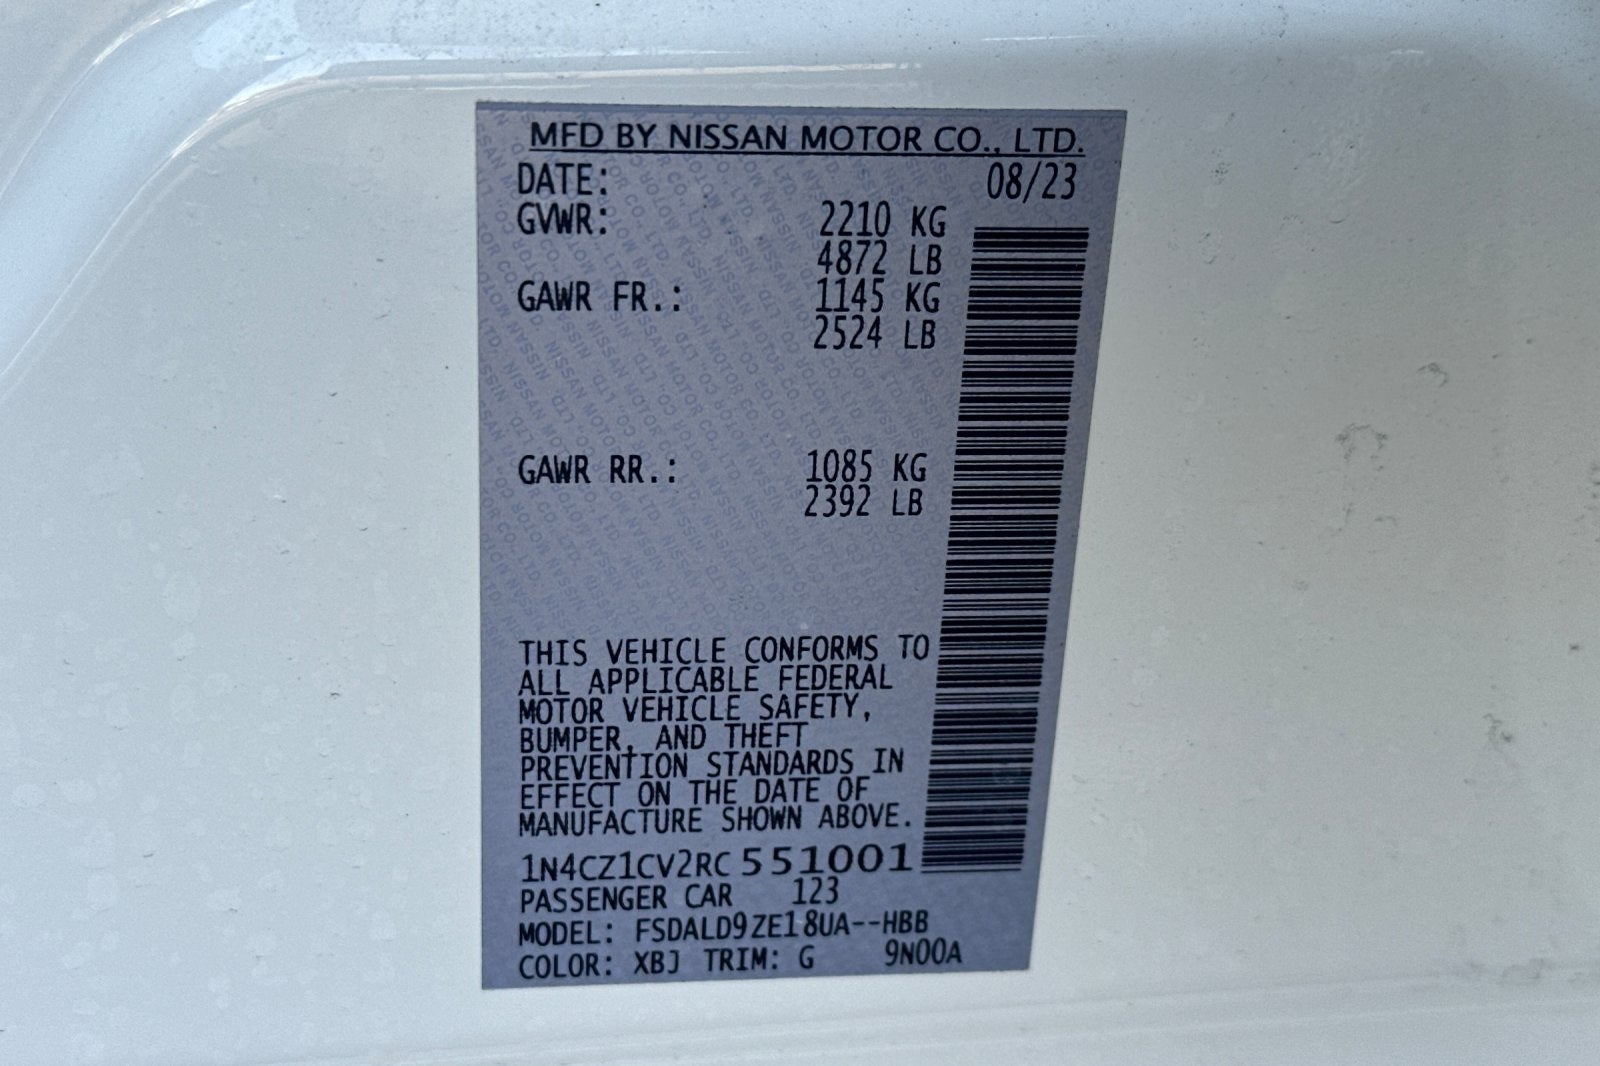 MFD BY NISSAN MOTOR CO., LTD.
DATE: 08/23
GVWR: 2210 KG
4872 LB
GAWR FR.: 1145 KG
2524 LB
GAWR RR.: 1085 KG
2392 LB
THIS VEHICLE CONFORMS TO
ALL APPLICABLE FEDERAL
MOTOR VEHICLE SAFETY,
BUMPER, AND THEFT
PREVENTION STANDARDS IN
EFFECT ON THE DATE OF
MANUFACTURE SHOWN ABOVE.
1N4CZ1CV2RC551001
PASSENGER CAR 123
MODEL: FSDALD9ZE18UA--HBB
COLOR: XBJ TRIM: G 9N00A